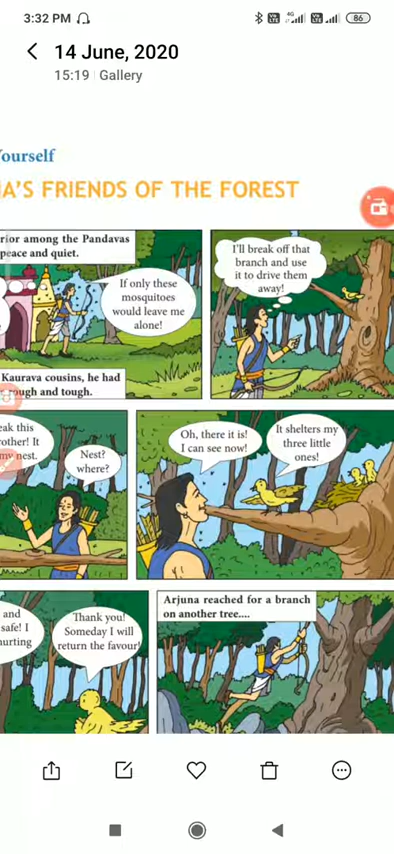 3:32 PM
86
14 June, 2020
15:19 Gallery
Yourself
A'S FRIENDS OF THE FOREST
rior among the Pandavas
peace and quiet.
If only these
mosquitoes
would leave me
alone!
I'll break off that
branch and use
it to drive them
away!
Kaurava cousins, he had
rough and tough.
eak this
rother! It
my nest.
Nest?
where?
Oh, there it is!
I can see now!
It shelters my
three little
ones!
and
safe! I
hurting
Thank you!
Someday I will
return the favour!
Arjuna reached for a branch
on another tree....